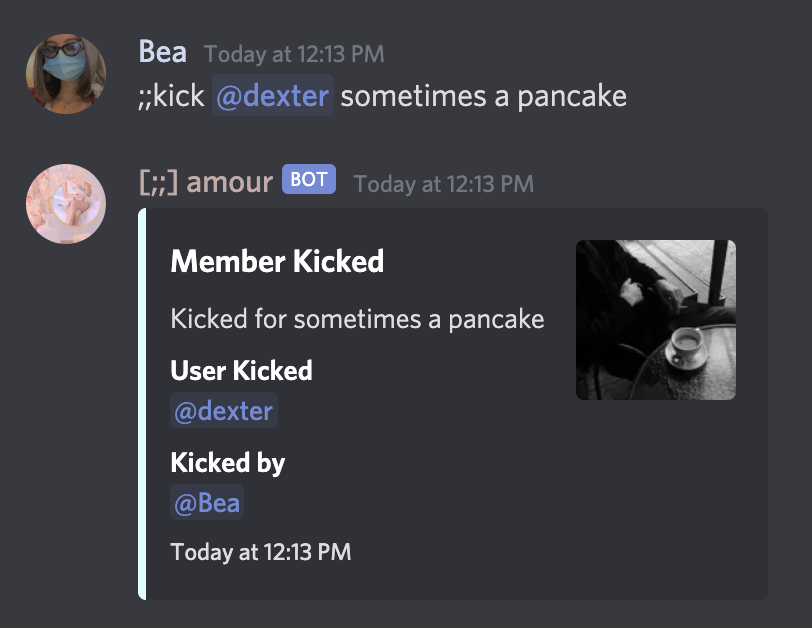 Bea Today at 12:13 PM
;;kick @dexter sometimes a pancake
[;;] amour BOT Today at 12:13 PM
Member Kicked
Kicked for sometimes a pancake
User Kicked
@dexter
Kicked by
@Bea
Today at 12:13 PM